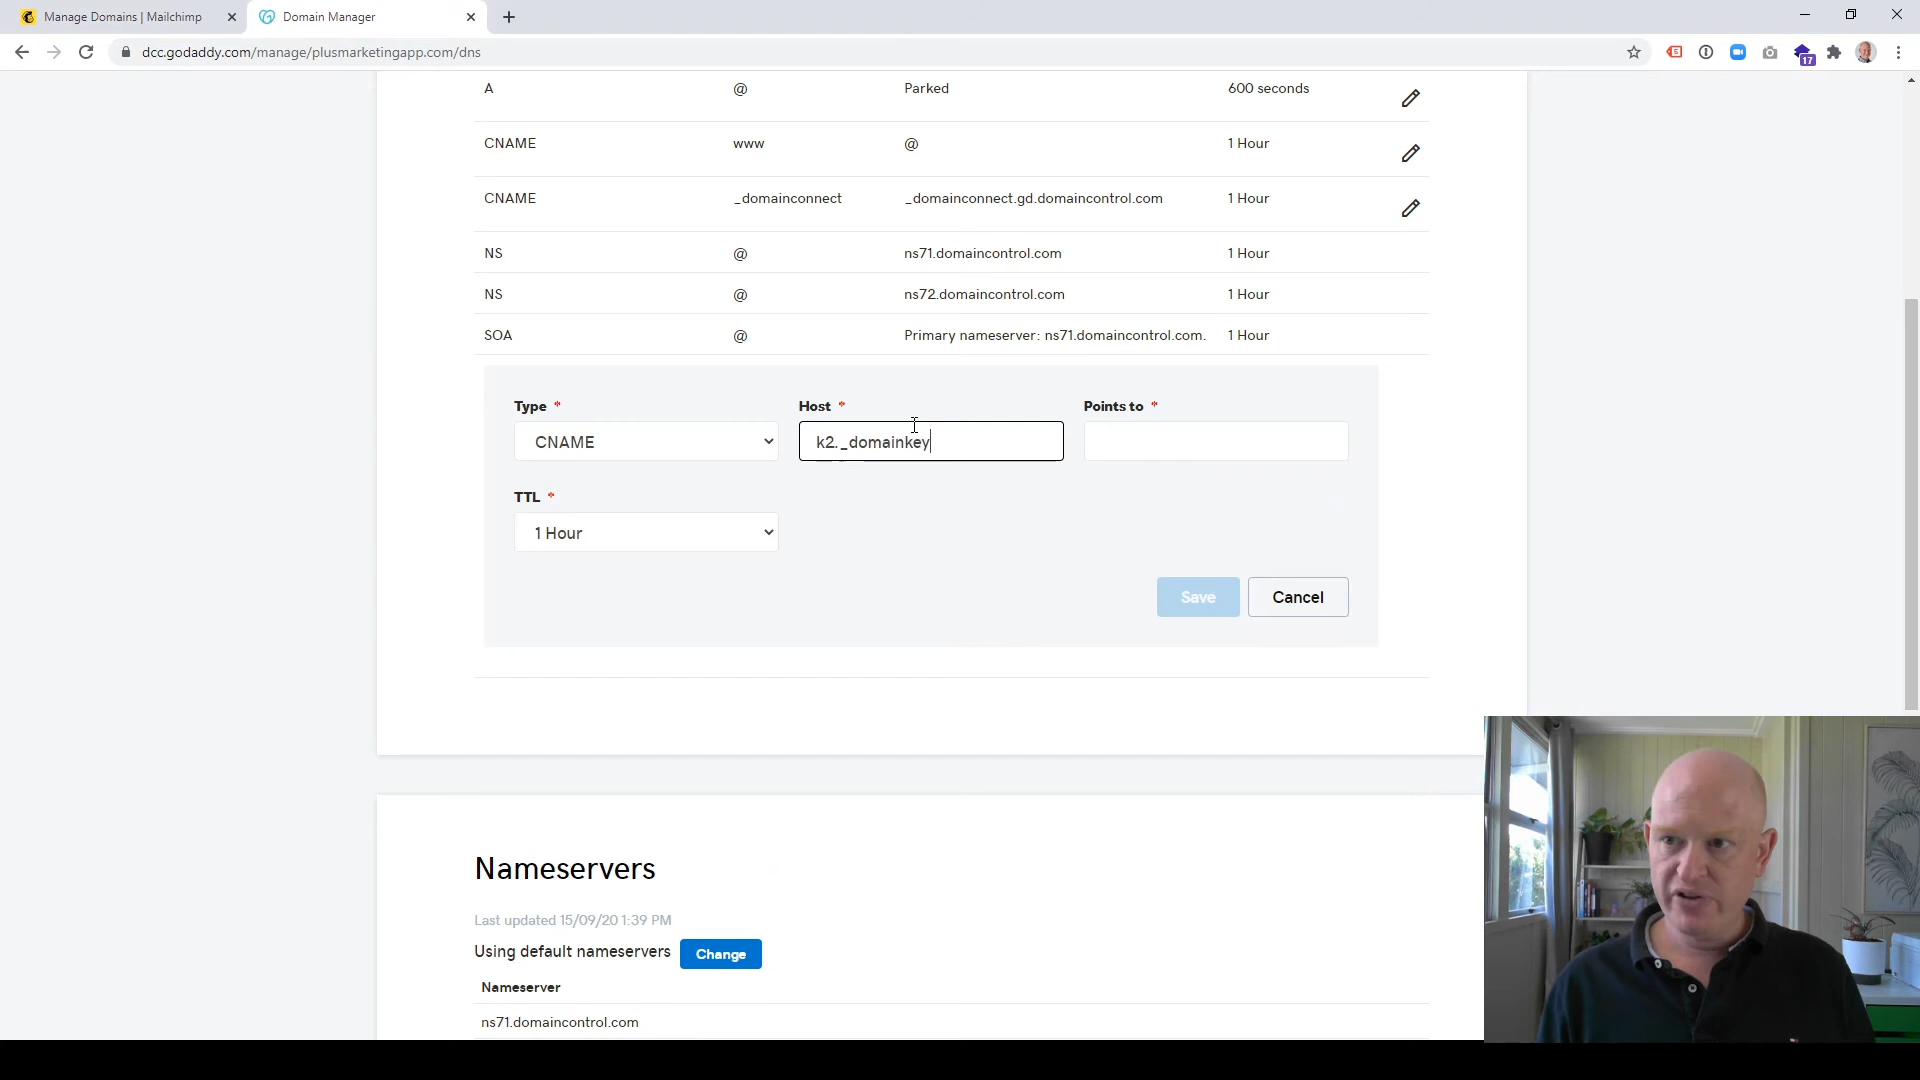 Manage Domains | Mailchimp
Domain Manager
dcc.godaddy.com/manage/plusmarketingapp.com/dns
17
A @ Parked 600 seconds
CNAME www @ 1 Hour
CNAME _domainconnect _domainconnect.gd.domaincontrol.com 1 Hour
NS @ ns71.domaincontrol.com 1 Hour
NS @ ns72.domaincontrol.com 1 Hour
SOA @ Primary nameserver: ns71.domaincontrol.com. 1 Hour
Type * Host * Points to *
CNAME k2._domainkey
TTL *
1 Hour
Save Cancel
Nameservers
Last updated 15/09/20 1:39 PM
Using default nameservers Change
Nameserver
ns71.domaincontrol.com